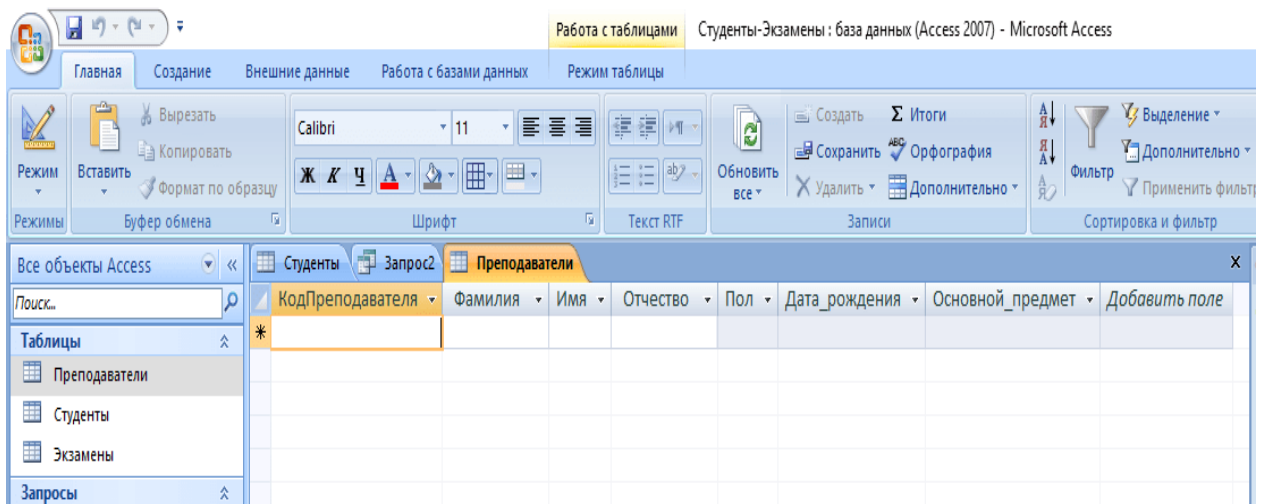 Работа с таблицами Студенты-Экзамены : база данных (Access 2007) - Microsoft Access
Главная Создание Внешние данные Работа с базами данных Режим таблицы
Режим
Вставить
Вырезать
Копировать
Формат по образцу
Calibri 11
Ж К Ч А
ab
Обновить все
Создать
Сохранить
Удалить
Σ Итоги
ABC Орфография
Дополнительно
А Я
Я А
А Я
Фильтр
Выделение
Дополнительно
Применить фильт
Режимы Буфер обмена Шрифт Текст RTF Записи Сортировка и фильтр
Все объекты Access «
Студенты Запрос2 Преподаватели X
Поиск...
КодПреподавателя Фамилия Имя Отчество Пол Дата_рождения Основной_предмет Добавить поле
*
Таблицы
Преподаватели
Студенты
Экзамены
Запросы